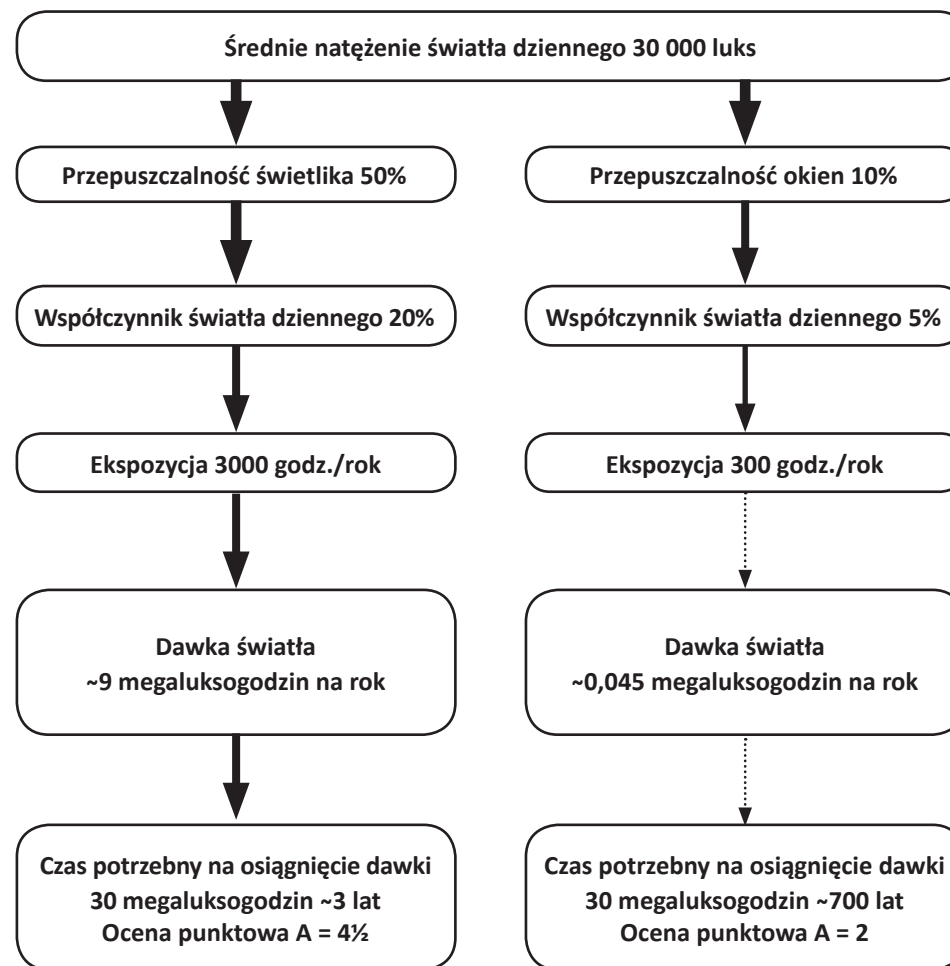 Średnie natężenie światła dziennego 30 000 luks
Przepuszczalność świetlika 50%
Współczynnik światła dziennego 20%
Ekspozycja 3000 godz./rok
Dawka światła
~9 megaluksogodzin na rok
Czas potrzebny na osiągnięcie dawki
30 megaluksogodzin ~3 lat
Ocena punktowa A = 4½
Przepuszczalność okien 10%
Współczynnik światła dziennego 5%
Ekspozycja 300 godz./rok
Dawka światła
~0,045 megaluksogodzin na rok
Czas potrzebny na osiągnięcie dawki
30 megaluksogodzin ~700 lat
Ocena punktowa A = 2